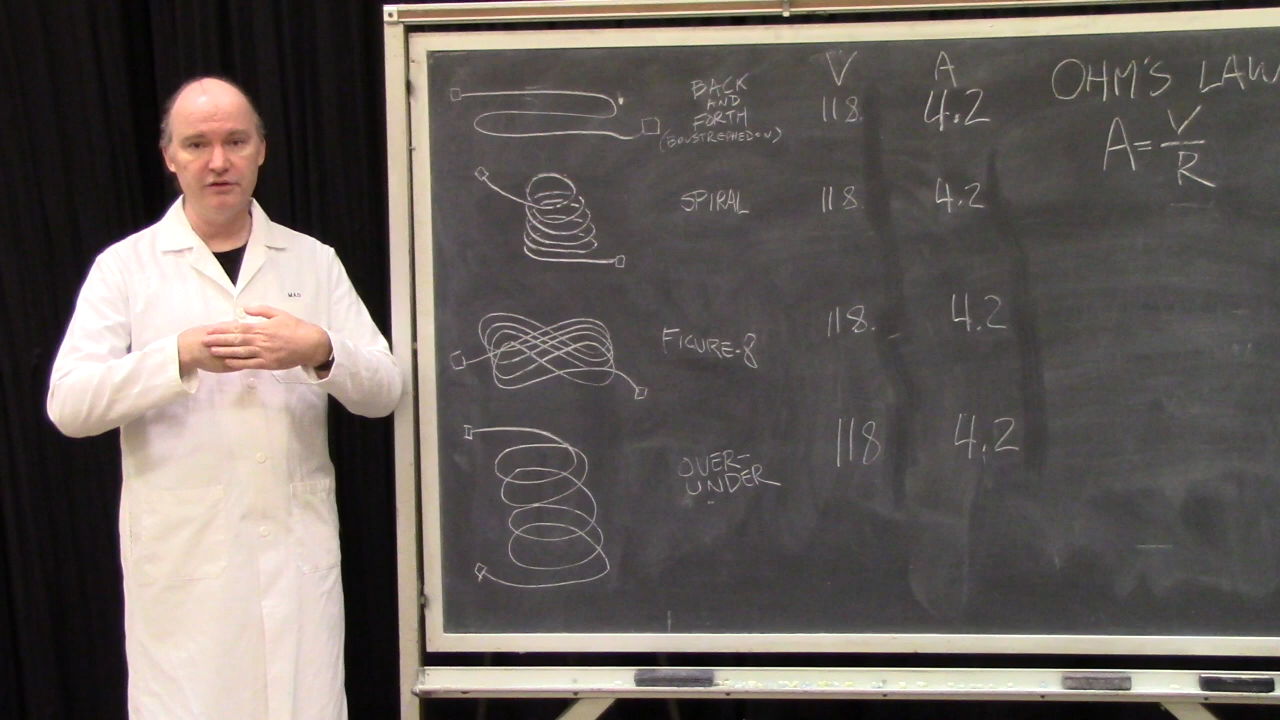 V A OHM'S LAW
BACK
AND
FORTH
(BOUSTREPHEDON)
118. 4.2
A= V
R
SPIRAL 118. 4.2
FIGURE-8 118. 4.2
OVER-
UNDER
118 4.2
MAD